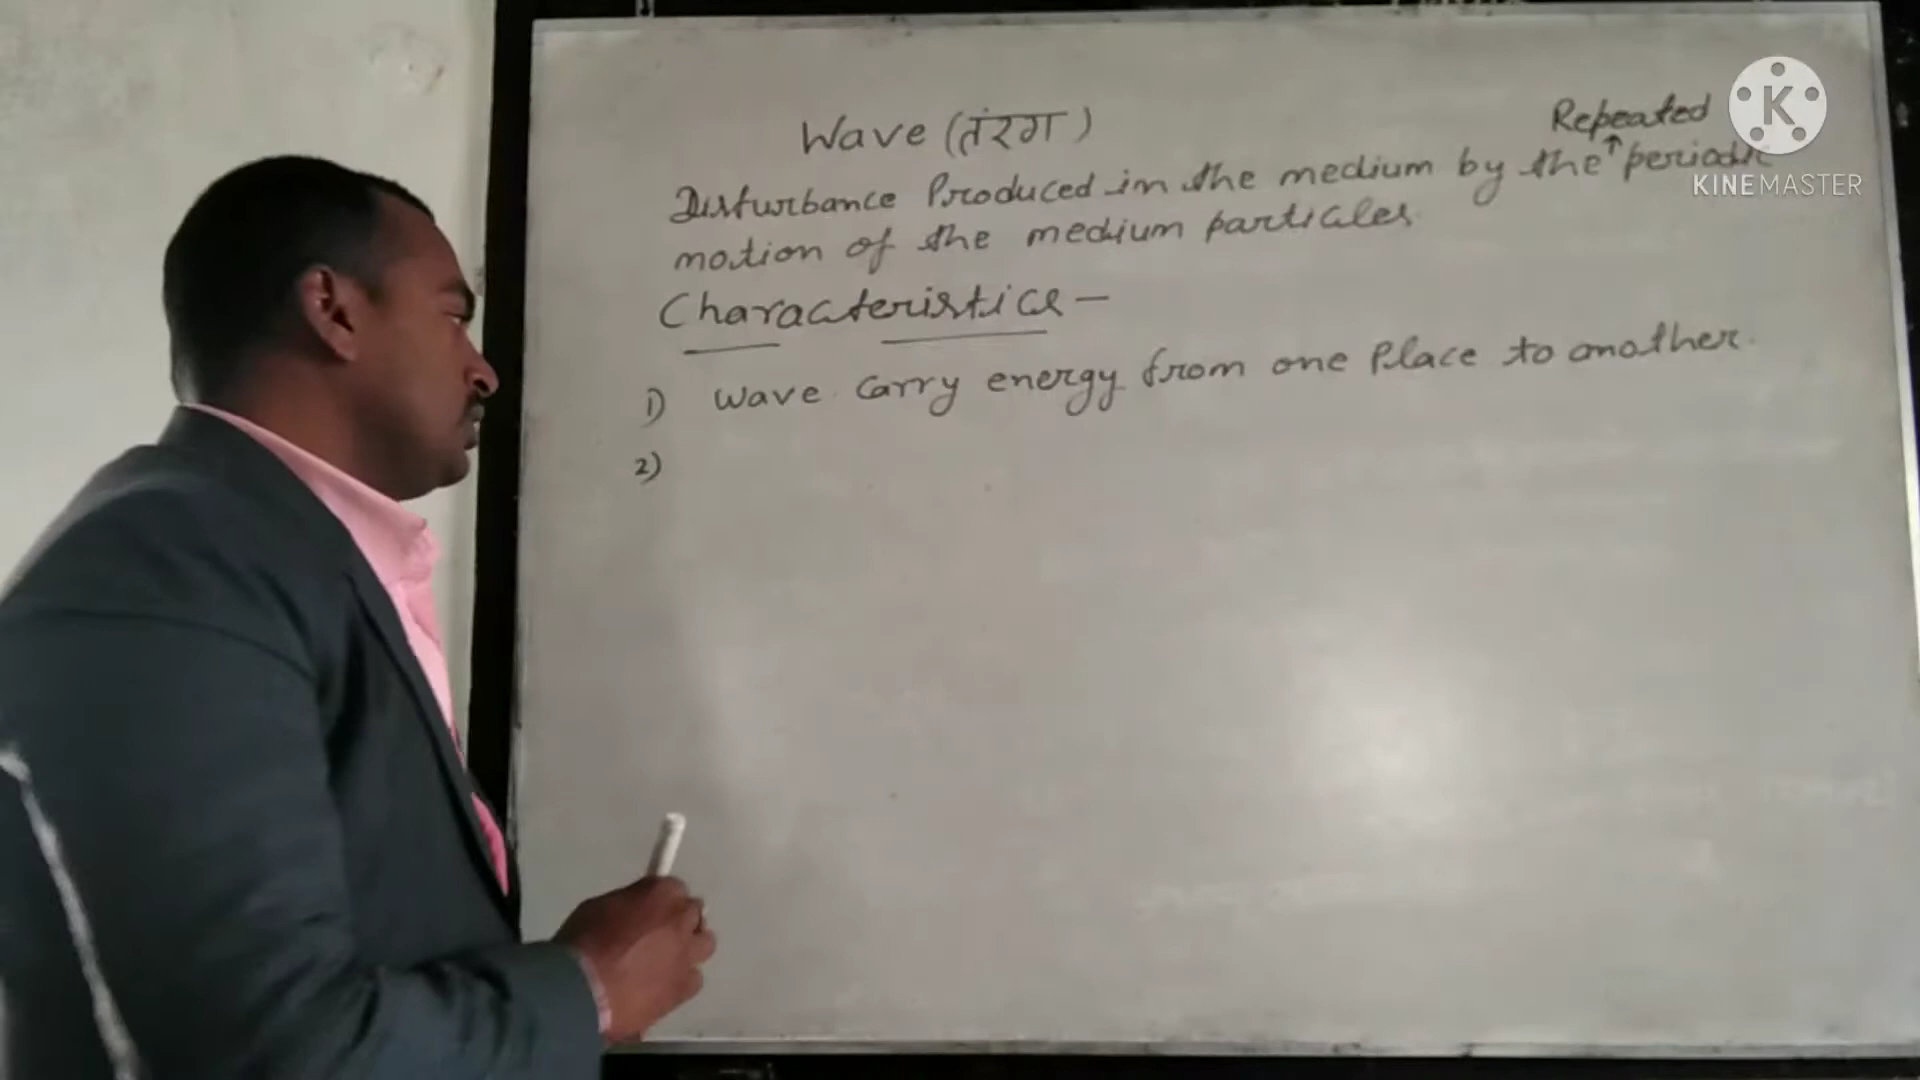 Wave (तंरग)
Repeated
Disturbance Produced in the medium by the periodic
motion of the medium particles.
Characteristics -
1) Wave Carry energy from one Place to another.
2)
K
KINEMASTER